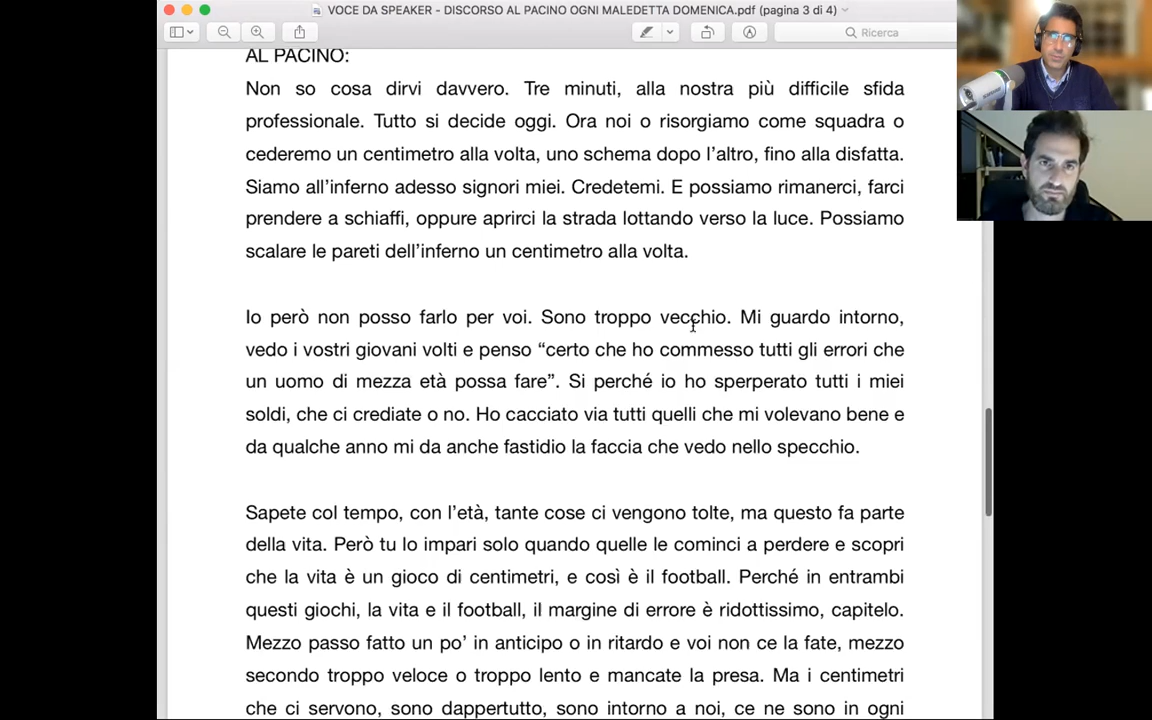 VOCE DA SPEAKER - DISCORSO AL PACINO OGNI MALEDETTA DOMENICA.pdf (pagina 3 di 4)
Ricerca
AL PACINO:
Non so cosa dirvi davvero. Tre minuti, alla nostra più difficile sfida
professionale. Tutto si decide oggi. Ora noi o risorgiamo come squadra o
cederemo un centimetro alla volta, uno schema dopo l’altro, fino alla disfatta.
Siamo all’inferno adesso signori miei. Credetemi. E possiamo rimanerci, farci
prendere a schiaffi, oppure aprirci la strada lottando verso la luce. Possiamo
scalare le pareti dell’inferno un centimetro alla volta.
Io però non posso farlo per voi. Sono troppo vecchio. Mi guardo intorno,
vedo i vostri giovani volti e penso “certo che ho commesso tutti gli errori che
un uomo di mezza età possa fare”. Si perché io ho sperperato tutti i miei
soldi, che ci crediate o no. Ho cacciato via tutti quelli che mi volevano bene e
da qualche anno mi da anche fastidio la faccia che vedo nello specchio.
Sapete col tempo, con l’età, tante cose ci vengono tolte, ma questo fa parte
della vita. Però tu lo impari solo quando quelle le cominci a perdere e scopri
che la vita è un gioco di centimetri, e così è il football. Perché in entrambi
questi giochi, la vita e il football, il margine di errore è ridottissimo, capitelo.
Mezzo passo fatto un po’ in anticipo o in ritardo e voi non ce la fate, mezzo
secondo troppo veloce o troppo lento e mancate la presa. Ma i centimetri
che ci servono, sono dappertutto, sono intorno a noi, ce ne sono in ogni